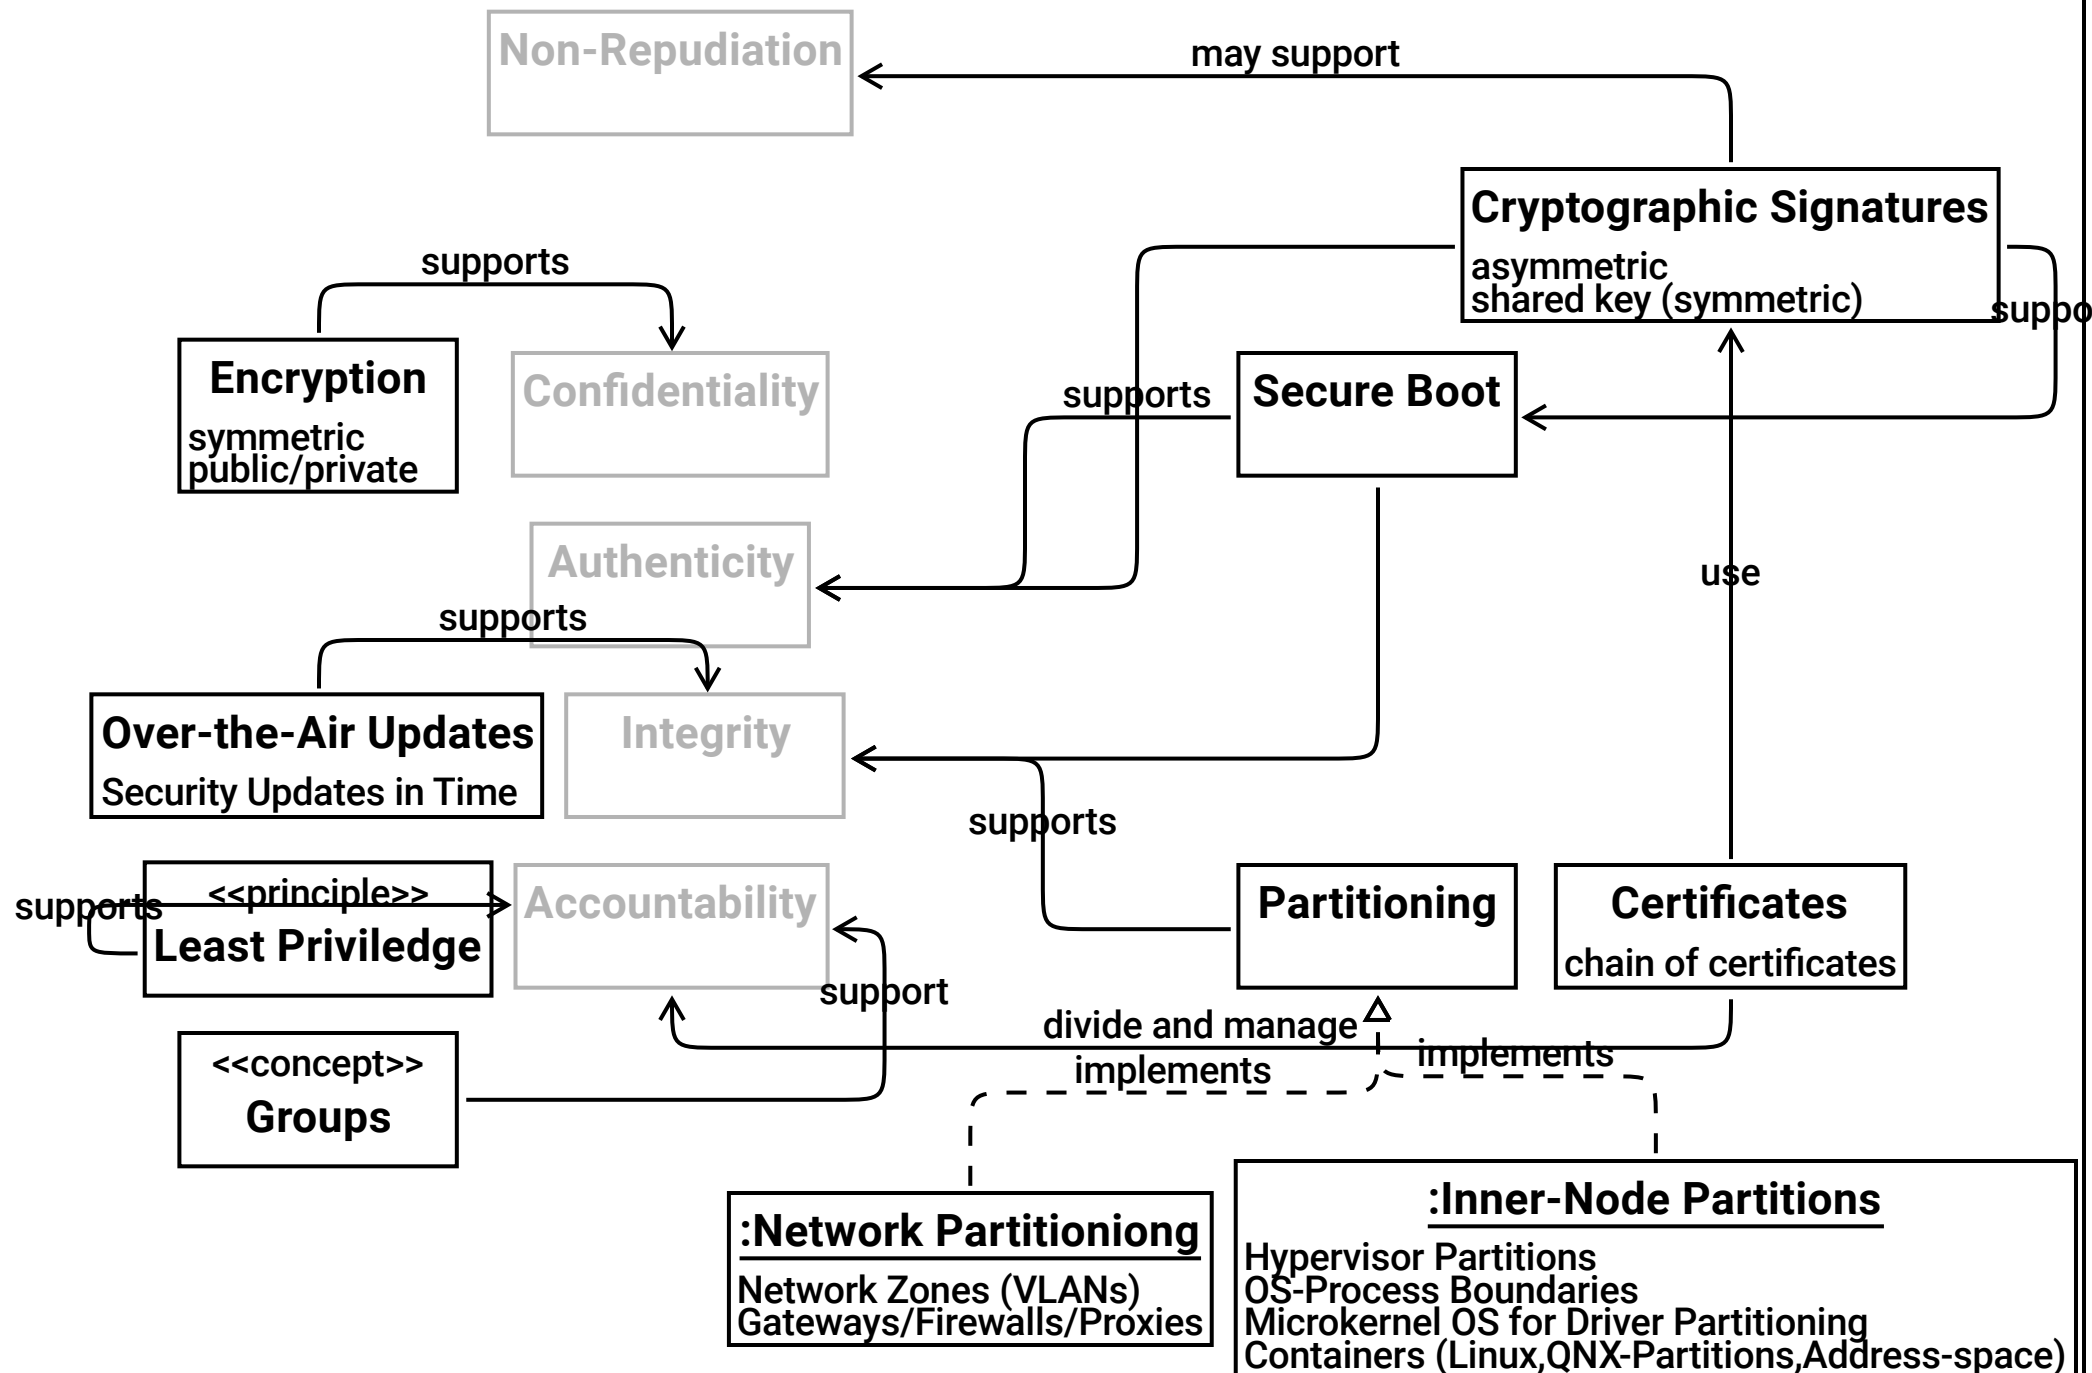 Non-Repudiation
may support
Cryptographic Signatures
asymmetric
shared key (symmetric)
suppo
supports
Encryption
symmetric
public/private
Confidentiality
supports
Secure Boot
Authenticity
use
supports
Over-the-Air Updates
Security Updates in Time
Integrity
supports
supports
<<principle>>
Least Priviledge
Accountability
Partitioning
Certificates
chain of certificates
support
divide and manage
implements
implements
<<concept>>
Groups
:Network Partitioniong
Network Zones (VLANs)
Gateways/Firewalls/Proxies
:Inner-Node Partitions
Hypervisor Partitions
OS-Process Boundaries
Microkernel OS for Driver Partitioning
Containers (Linux,QNX-Partitions,Address-space)